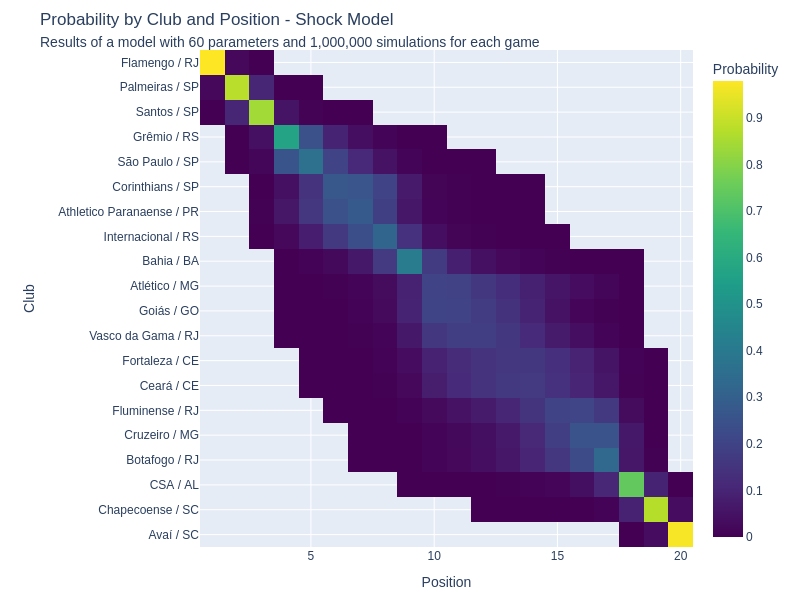 Probability by Club and Position - Shock Model
Results of a model with 60 parameters and 1,000,000 simulations for each game
Flamengo / RJ
Palmeiras / SP
Santos / SP
Grêmio / RS
São Paulo / SP
Corinthians / SP
Athletico Paranaense / PR
Internacional / RS
Bahia / BA
Atlético / MG
Goiás / GO
Vasco da Gama / RJ
Fortaleza / CE
Ceará / CE
Fluminense / RJ
Cruzeiro / MG
Botafogo / RJ
CSA / AL
Chapecoense / SC
Avaí / SC
Club
5
10
15
20
Position
Probability
0.9
0.8
0.7
0.6
0.5
0.4
0.3
0.2
0.1
0